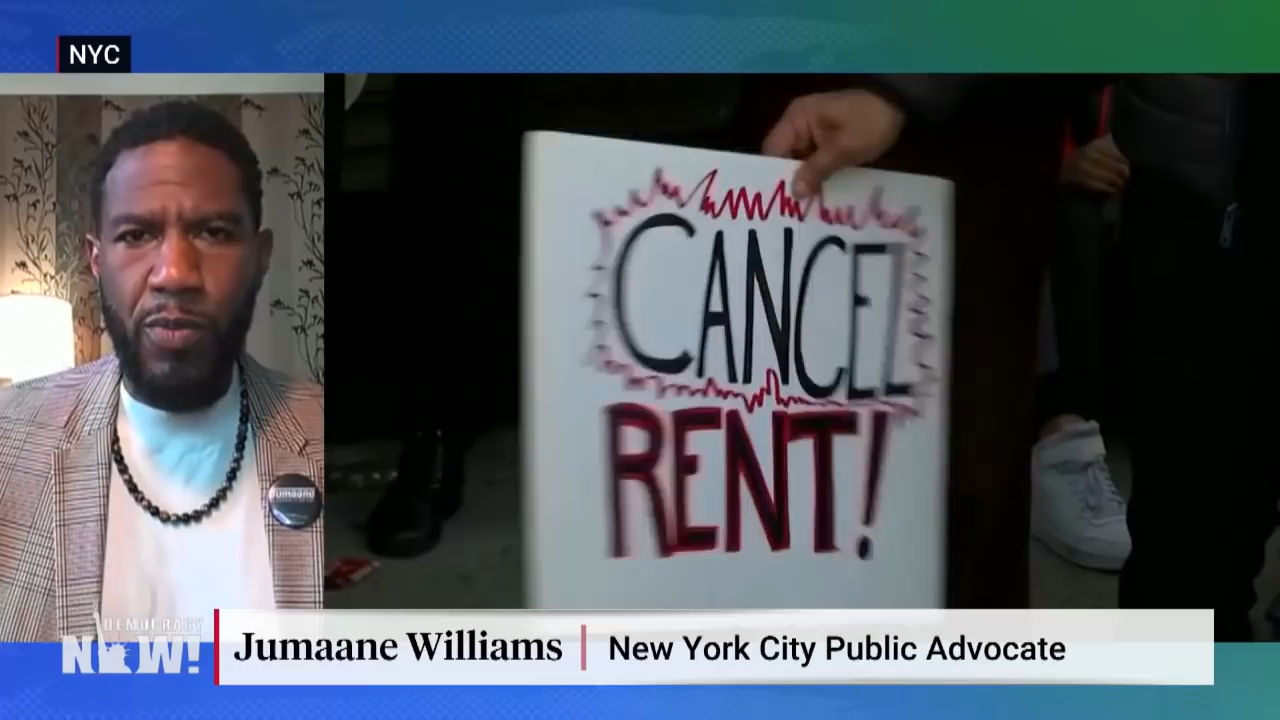 NYC
CANCEL
RENT!
Jumaane
DEMOCRACY
NOW!
Jumaane Williams | New York City Public Advocate